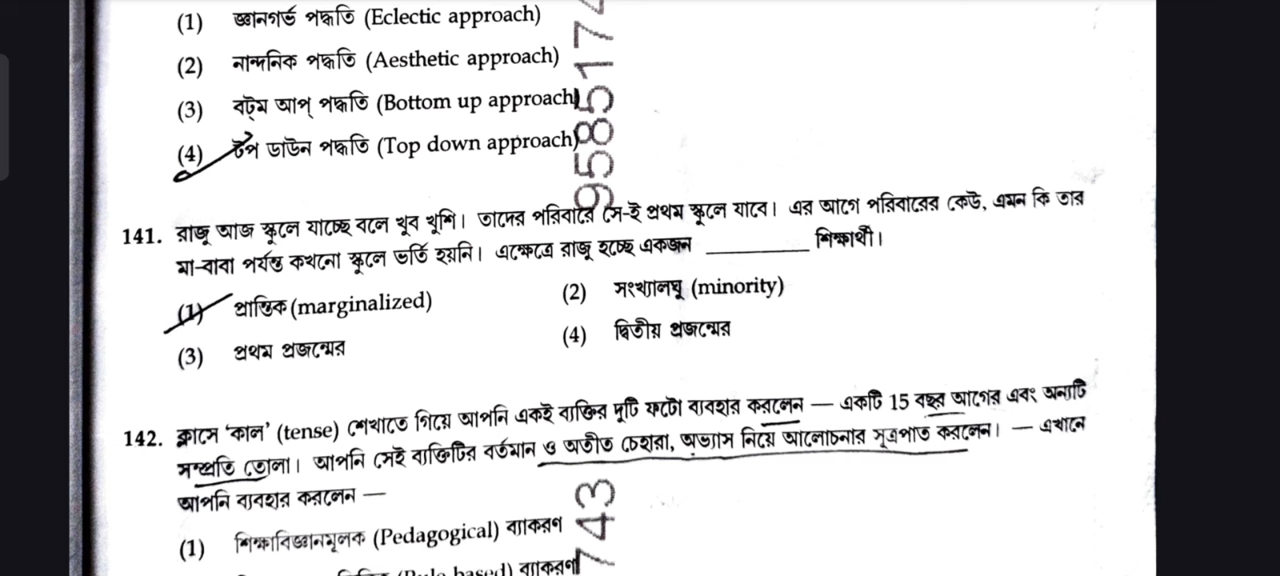 (1) জ্ঞানগর্ভ পদ্ধতি (Eclectic approach)
(2) নান্দনিক পদ্ধতি (Aesthetic approach)
(3) বট্ম আপ্ পদ্ধতি (Bottom up approach)
(4) টপ ডাউন পদ্ধতি (Top down approach)
958517
141. রাজু আজ স্কুলে যাচ্ছে বলে খুব খুশি। তাদের পরিবারে সে-ই প্রথম স্কুলে যাবে। এর আগে পরিবারের কেউ, এমন কি তার
মা-বাবা পর্যন্ত কখনো স্কুলে ভর্তি হয়নি। এক্ষেত্রে রাজু হচ্ছে একজন __________ শিক্ষার্থী।
(1) প্রান্তিক (marginalized) (2) সংখ্যালঘু (minority)
(3) প্রথম প্রজন্মের (4) দ্বিতীয় প্রজন্মের
142. ক্লাসে ‘কাল’ (tense) শেখাতে গিয়ে আপনি একই ব্যক্তির দুটি ফটো ব্যবহার করলেন — একটি 15 বছর আগের এবং অন্যটি
সম্প্রতি তোলা। আপনি সেই ব্যক্তিটির বর্তমান ও অতীত চেহারা, অভ্যাস নিয়ে আলোচনার সূত্রপাত করলেন। — এখানে
আপনি ব্যবহার করলেন —
(1) শিক্ষাবিজ্ঞানমূলক (Pedagogical) ব্যাকরণ
743
(Rule based) ব্যাকরণ